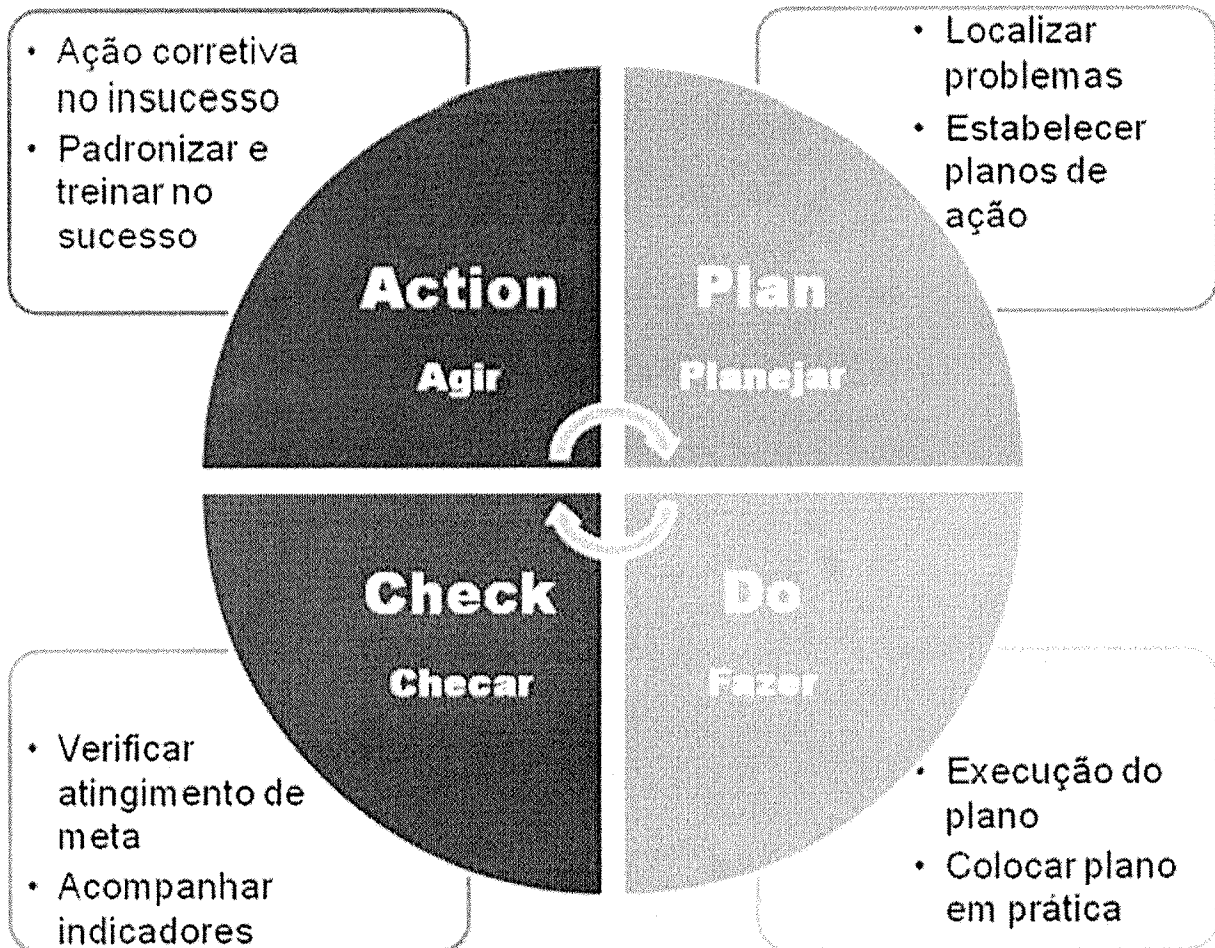 • Ação corretiva
no insucesso
• Padronizar e
treinar no
sucesso
• Localizar
problemas
• Estabelecer
planos de
ação
Action
Agir
Plan
Planejar
Check
Checar
Do
Fazer
• Verificar
atingimento de
meta
• Acompanhar
indicadores
• Execução do
plano
• Colocar plano
em prática